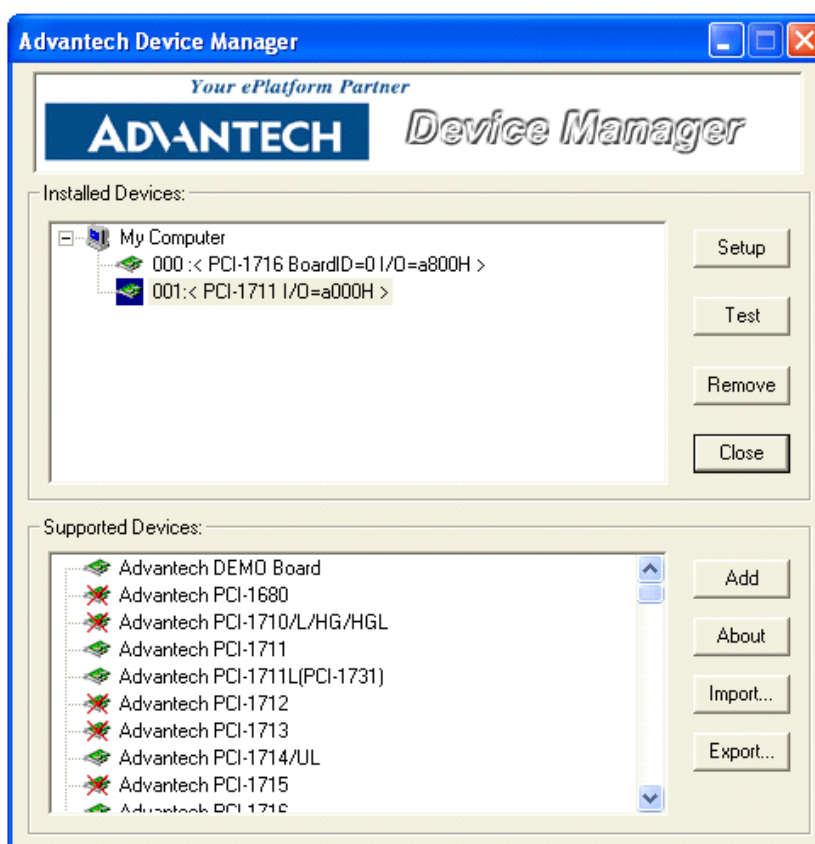 Advantech Device Manager
Your ePlatform Partner
ADVANTECH
Device Manager
Installed Devices:
My Computer
000 :< PCI-1716 BoardID=0 I/O=a800H >
001:< PCI-1711 I/O=a000H >
Setup
Test
Remove
Close
Supported Devices:
Advantech DEMO Board
Advantech PCI-1680
Advantech PCI-1710/L/HG/HGL
Advantech PCI-1711
Advantech PCI-1711L(PCI-1731)
Advantech PCI-1712
Advantech PCI-1713
Advantech PCI-1714/UL
Advantech PCI-1715
Advantech PCI-1716
Add
About
Import...
Export...